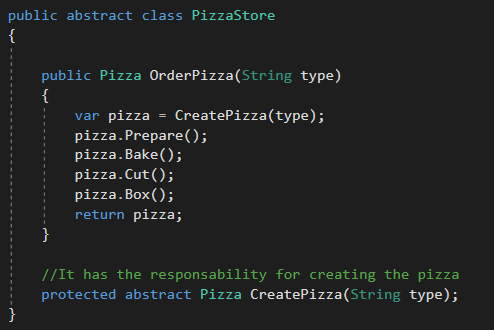 public abstract class PizzaStore
{
public Pizza OrderPizza(String type)
{
var pizza = CreatePizza(type);
pizza.Prepare();
pizza.Bake();
pizza.Cut();
pizza.Box();
return pizza;
}
//It has the responsability for creating the pizza
protected abstract Pizza CreatePizza(String type);
}